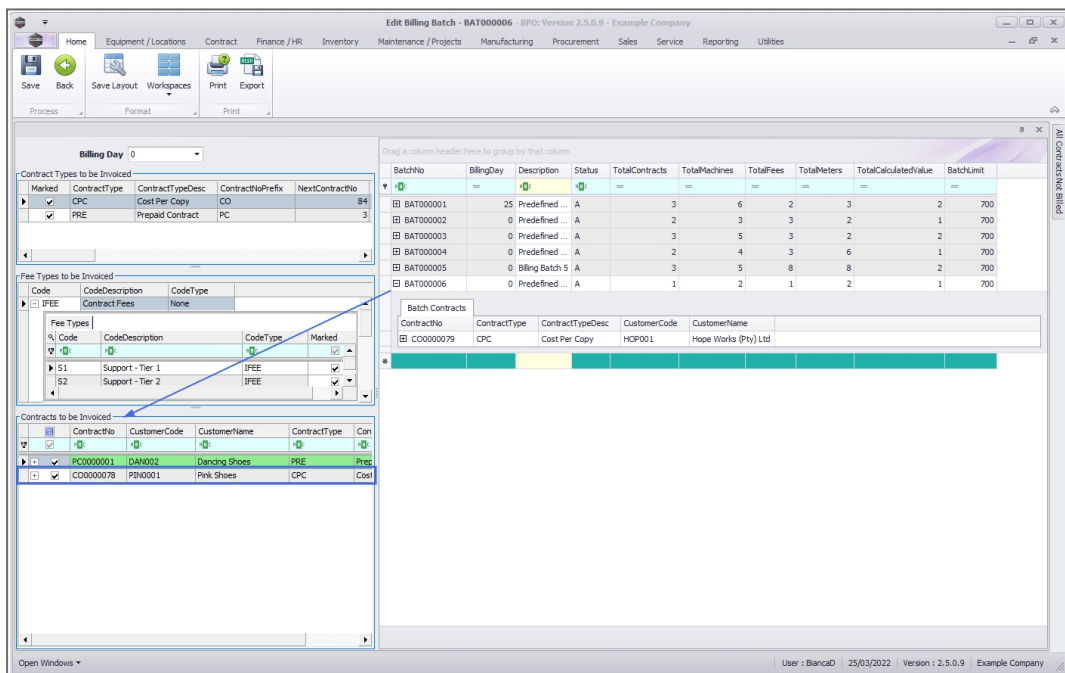 Edit Billing Batch - BAT000006 - BPO: Version 2.5.0.9 - Example Company
Home Equipment / Locations Contract Finance / HR Inventory Maintenance / Projects Manufacturing Procurement Sales Service Reporting Utilities
Save Back Save Layout Workspaces Print Export
Process Format Print
Billing Day 0
Contract Types to be Invoiced
Marked ContractType ContractTypeDesc ContractNoPrefix NextContractNo
CPC Cost Per Copy CO 84
PRE Prepaid Contract PC 3
Fee Types to be Invoiced
Code CodeDescription CodeType
IFEE Contract Fees None
Fee Types
Code CodeDescription CodeType Marked
S1 Support - Tier 1 IFEE
S2 Support - Tier 2 IFEE
Contracts to be Invoiced
ContractNo CustomerCode CustomerName ContractType Con
PC0000001 DAN002 Dancing Shoes PRE Prep
CO0000078 PIN0001 Pink Shoes CPC Cost
Drag a column header here to group by that column
BatchNo BillingDay Description Status TotalContracts TotalMachines TotalFees TotalMeters TotalCalculatedValue BatchLimit
BAT000001 25 Predefined ... A 3 6 2 3 2 700
BAT000002 0 Predefined ... A 2 3 3 2 1 700
BAT000003 0 Predefined ... A 3 5 3 2 2 700
BAT000004 0 Predefined ... A 2 4 3 6 1 700
BAT000005 0 Billing Batch 5 A 3 5 8 8 2 700
BAT000006 0 Predefined ... A 1 2 1 2 1 700
Batch Contracts
ContractNo ContractType ContractTypeDesc CustomerCode CustomerName
CO0000079 CPC Cost Per Copy HOP001 Hope Works (Pty) Ltd
All Contracts Not Billed
Open Windows User : BiancaD 25/03/2022 Version : 2.5.0.9 Example Company